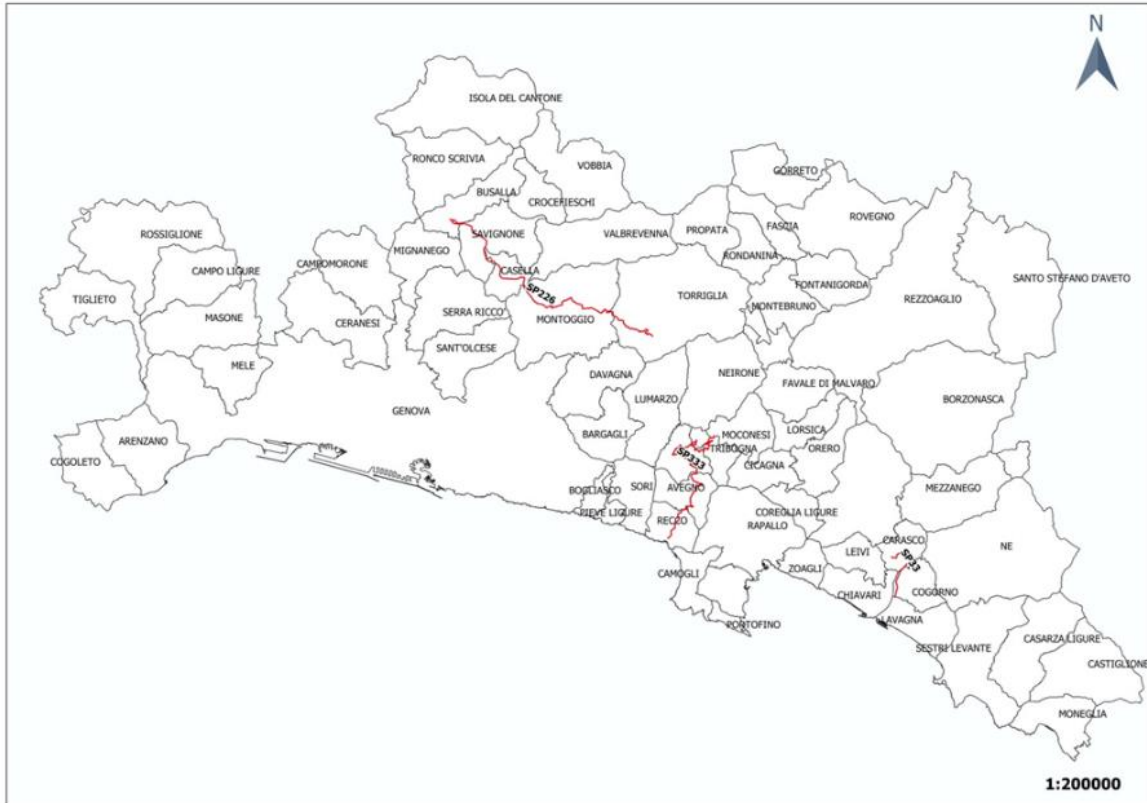 N
ISOLA DEL CANTONE
RONCO SCRIVIA
VOBBIA
GORRETO
BUSALLA
CROCEFIESCHI
ROVEGNO
ROSSIGLIONE
SAVIGNONE
VALBREVENNA
PROPATA
FASCIA
MIGNANEGO
RONDANINA
CAMPOMORONE
CAMPO LIGURE
CASELLA
SANTO STEFANO D'AVETO
FONTANIGORDA
TIGLIETO
SP226
TORRIGLIA
REZZOAGLIO
MONTEBRUNO
MASONE
CERANESI
SERRA RICCO'
MONTOGGIO
SANT'OLCESE
MELE
DAVAGNA
NEIRONE
FAVALE DI MALVARO
LUMARZO
BORZONASCA
GENOVA
BARGAGLI
MOCONESI
LORSICA
ARENZANO
TRIBOGNA
ORERO
COGOLETO
SP333
CICAGNA
BOGLIASCO
SORI
AVEGNO
MEZZANEGO
PIEVE LIGURE
RECCO
COREGLIA LIGURE
RAPALLO
CARASCO
NE
LEIVI
SP33
CAMOGLI
ZOAGLI
CHIAVARI
COGORNO
PORTOFINO
LAVAGNA
SESTRI LEVANTE
CASARZA LIGURE
CASTIGLIONE
MONEGLIA
1:200000